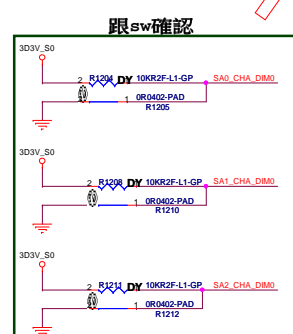 跟sw確認
3D3V_S0
2 R1204 DY 10KR2F-L1-GP SA0_CHA_DIM0
1 0R0402-PAD
R1205
3D3V_S0
2 R1208 DY 10KR2F-L1-GP SA1_CHA_DIM0
1 0R0402-PAD
R1210
3D3V_S0
2 R1211 DY 10KR2F-L1-GP SA2_CHA_DIM0
1 0R0402-PAD
R1212